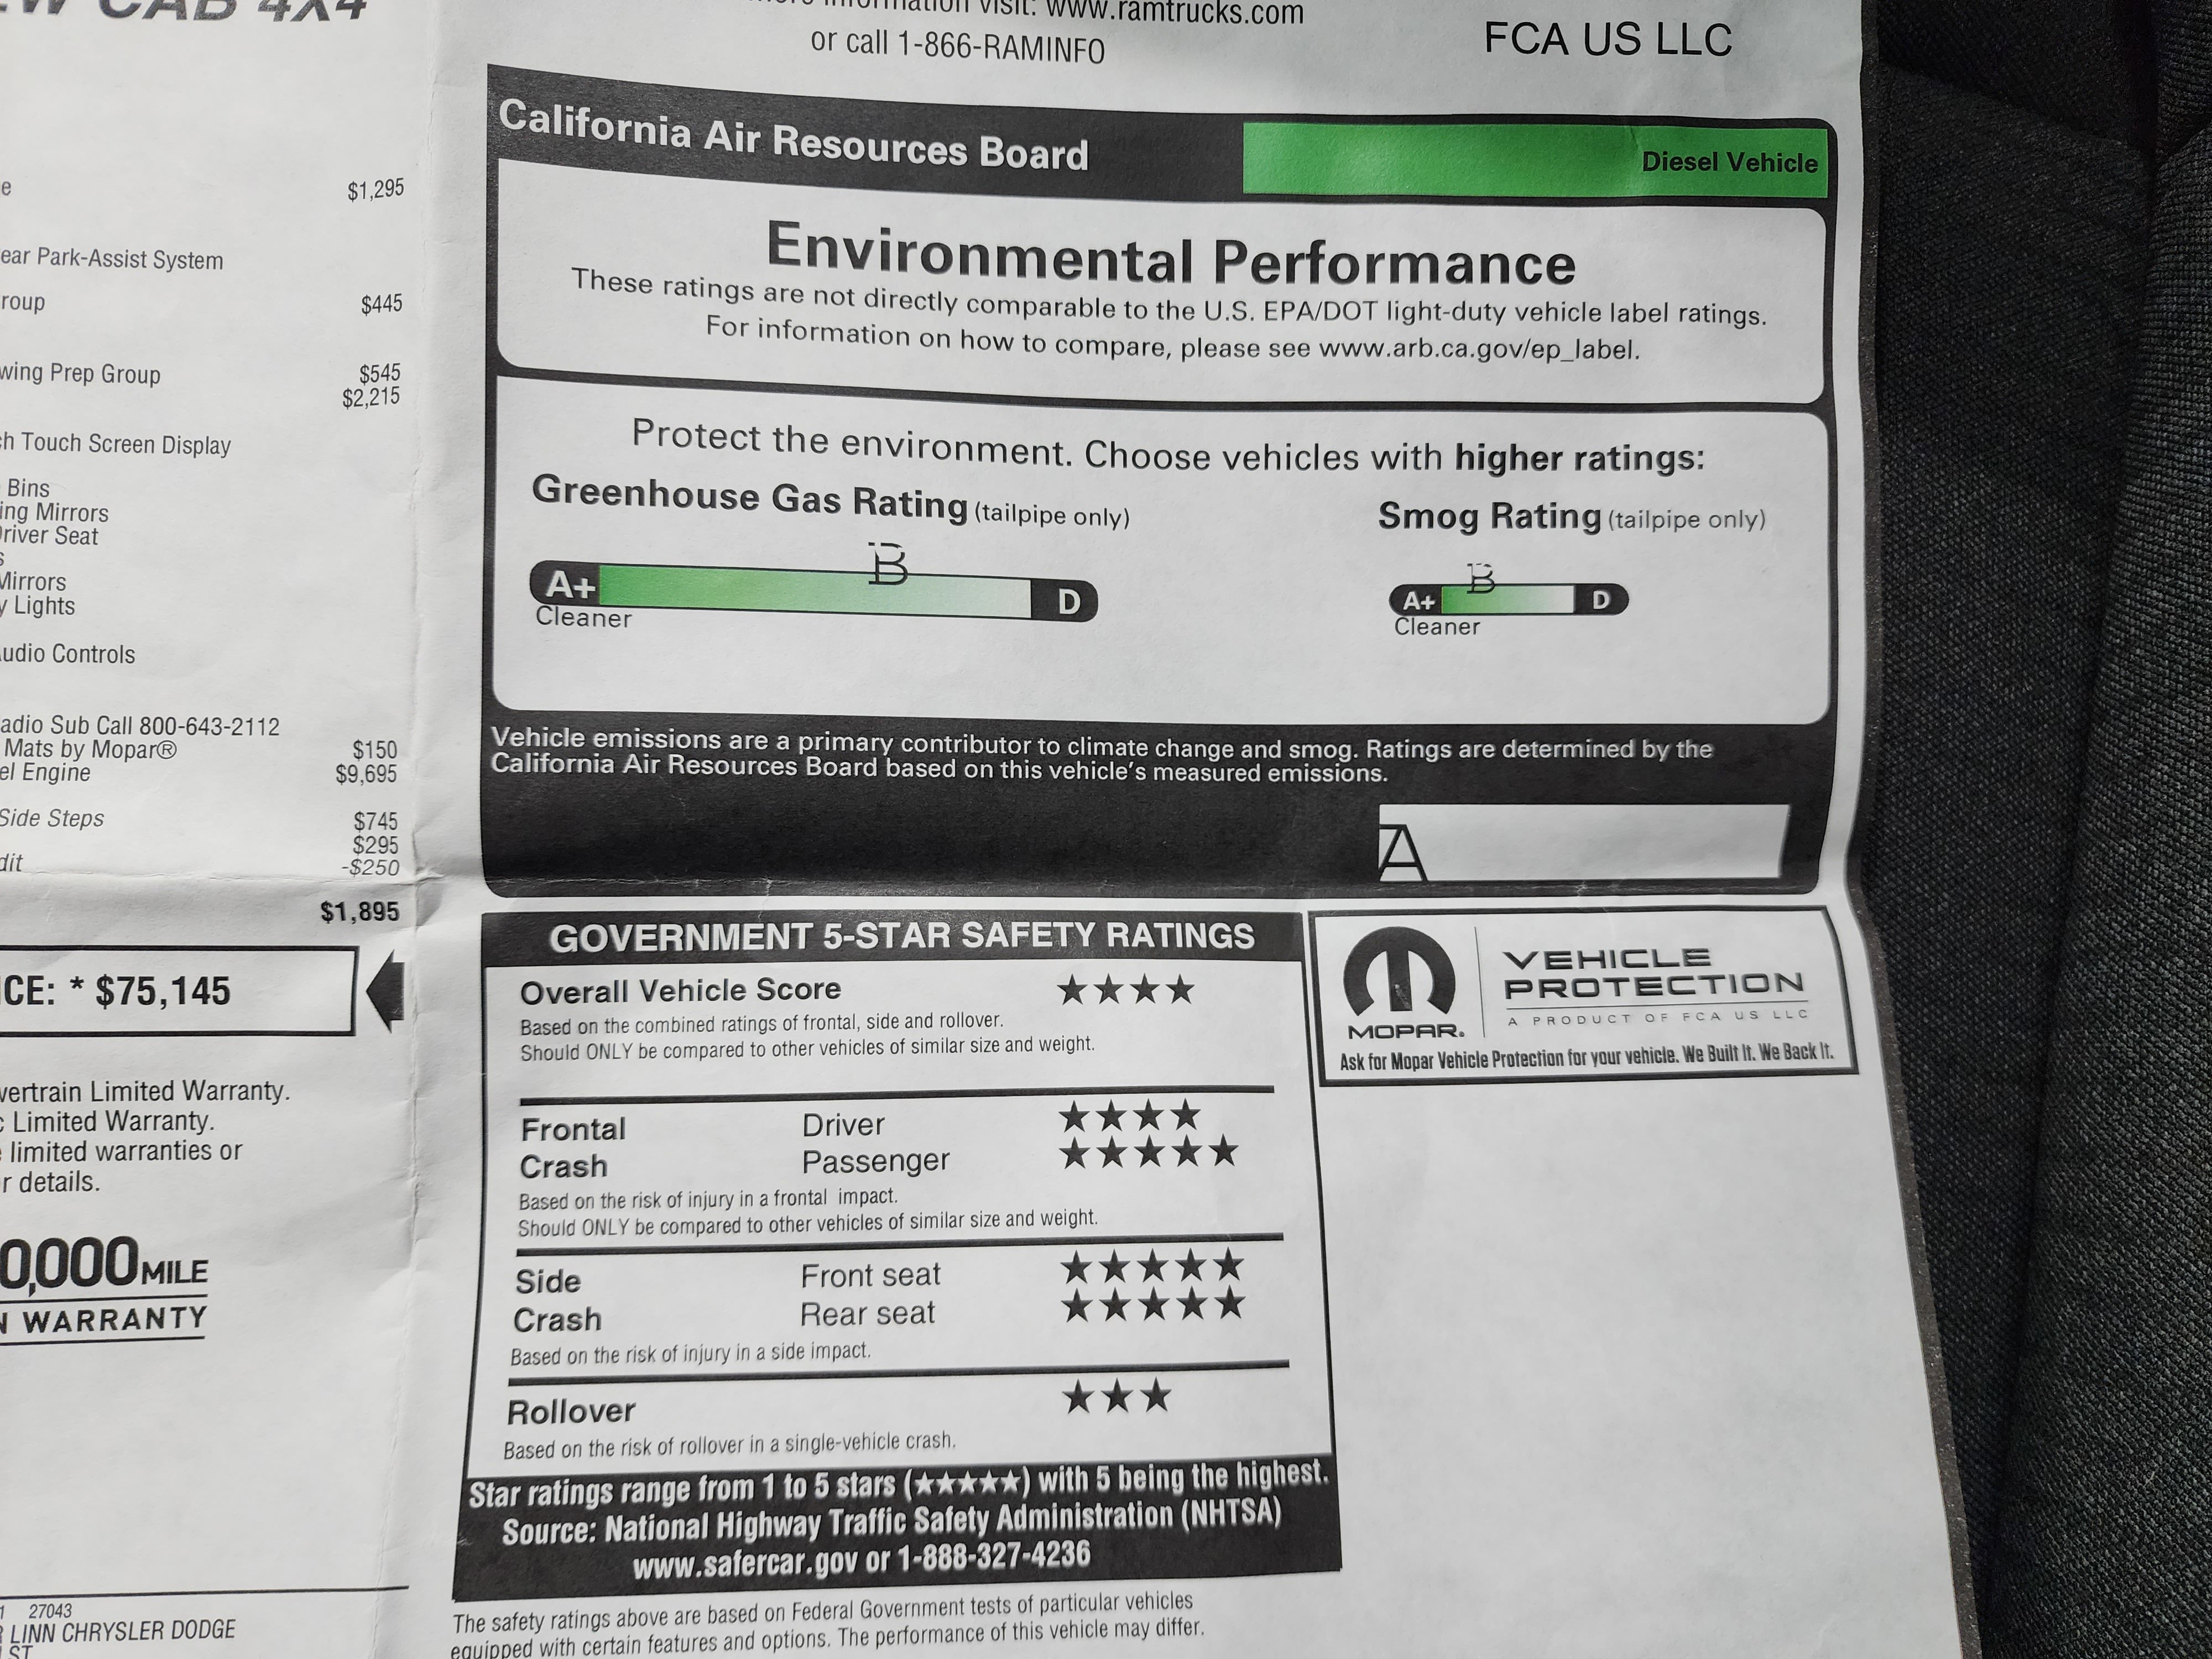 CAB 4X4
$1,295
ear Park-Assist System
roup $445
wing Prep Group $545
$2,215
ch Touch Screen Display
Bins
ing Mirrors
Driver Seat
s
Mirrors
y Lights
Audio Controls
adio Sub Call 800-643-2112
Mats by Mopar® $150
el Engine $9,695
Side Steps $745
$295
dit -$250
$1,895
CE: * $75,145
wertrain Limited Warranty.
c Limited Warranty.
limited warranties or
r details.
0,000 MILE
N WARRANTY
27043
LINN CHRYSLER DODGE
ST
information visit: www.ramtrucks.com
or call 1-866-RAMINFO
FCA US LLC
California Air Resources Board
Diesel Vehicle
Environmental Performance
These ratings are not directly comparable to the U.S. EPA/DOT light-duty vehicle label ratings.
For information on how to compare, please see www.arb.ca.gov/ep_label.
Protect the environment. Choose vehicles with higher ratings:
Greenhouse Gas Rating (tailpipe only)
B
A+ D
Cleaner
Smog Rating (tailpipe only)
B
A+ D
Cleaner
Vehicle emissions are a primary contributor to climate change and smog. Ratings are determined by the
California Air Resources Board based on this vehicle's measured emissions.
A
GOVERNMENT 5-STAR SAFETY RATINGS
Overall Vehicle Score ★★★★
Based on the combined ratings of frontal, side and rollover.
Should ONLY be compared to other vehicles of similar size and weight.
Frontal Driver ★★★★
Crash Passenger ★★★★★
Based on the risk of injury in a frontal impact.
Should ONLY be compared to other vehicles of similar size and weight.
Side Front seat ★★★★★
Crash Rear seat ★★★★★
Based on the risk of injury in a side impact.
Rollover ★★★
Based on the risk of rollover in a single-vehicle crash.
Star ratings range from 1 to 5 stars (★★★★★) with 5 being the highest.
Source: National Highway Traffic Safety Administration (NHTSA)
www.safercar.gov or 1-888-327-4236
The safety ratings above are based on Federal Government tests of particular vehicles
equipped with certain features and options. The performance of this vehicle may differ.
MOPAR.
VEHICLE
PROTECTION
A PRODUCT OF FCA US LLC
Ask for Mopar Vehicle Protection for your vehicle. We Built It. We Back It.